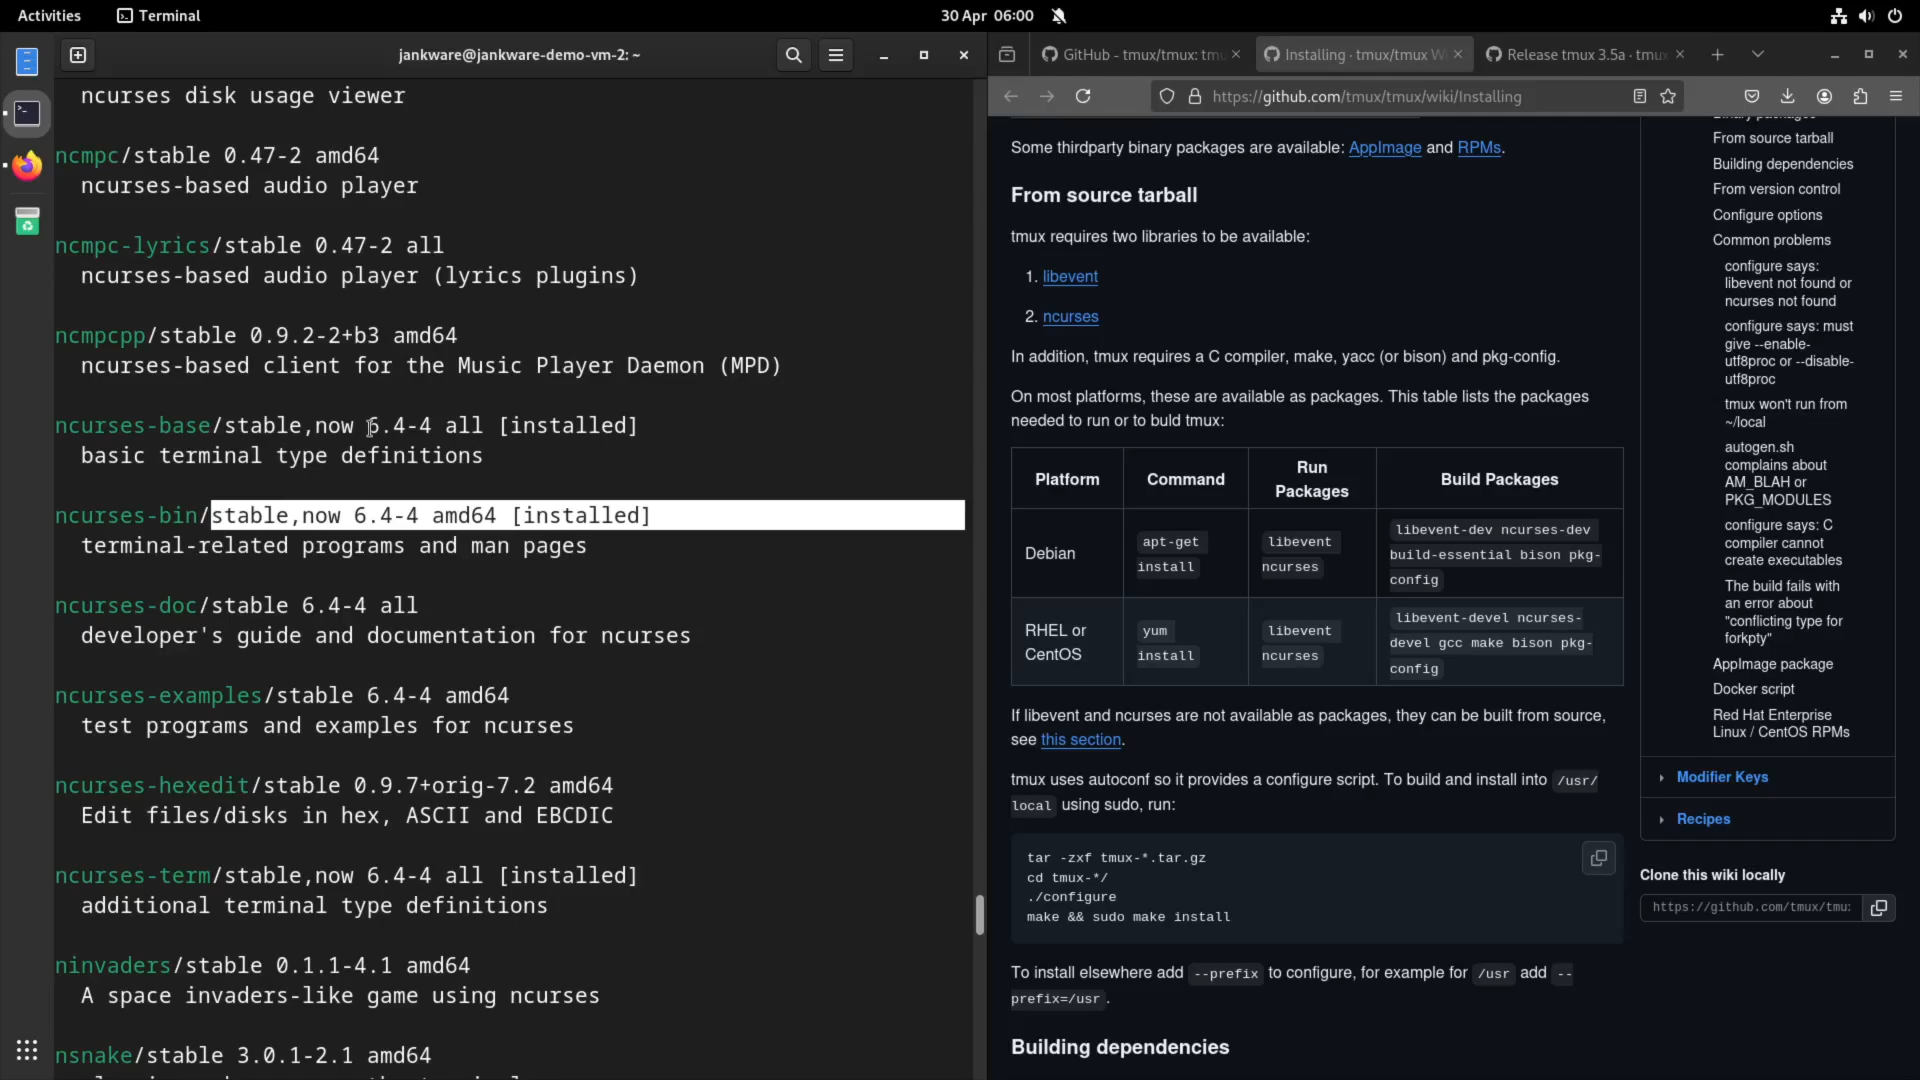 Activities
Terminal
30 Apr 06:00
jankware@jankware-demo-vm-2: ~
ncurses disk usage viewer
ncmpc/stable 0.47-2 amd64
ncurses-based audio player
ncmpc-lyrics/stable 0.47-2 all
ncurses-based audio player (lyrics plugins)
ncmpcpp/stable 0.9.2-2+b3 amd64
ncurses-based client for the Music Player Daemon (MPD)
ncurses-base/stable,now 6.4-4 all [installed]
basic terminal type definitions
ncurses-bin/stable,now 6.4-4 amd64 [installed]
terminal-related programs and man pages
ncurses-doc/stable 6.4-4 all
developer's guide and documentation for ncurses
ncurses-examples/stable 6.4-4 amd64
test programs and examples for ncurses
ncurses-hexedit/stable 0.9.7+orig-7.2 amd64
Edit files/disks in hex, ASCII and EBCDIC
ncurses-term/stable,now 6.4-4 all [installed]
additional terminal type definitions
ninvaders/stable 0.1.1-4.1 amd64
A space invaders-like game using ncurses
nsnake/stable 3.0.1-2.1 amd64
GitHub - tmux/tmux: tmu
Installing · tmux/tmux W
Release tmux 3.5a · tmux
https://github.com/tmux/tmux/wiki/Installing
Some thirdparty binary packages are available: AppImage and RPMs.
From source tarball
tmux requires two libraries to be available:
1. libevent
2. ncurses
In addition, tmux requires a C compiler, make, yacc (or bison) and pkg-config.
On most platforms, these are available as packages. This table lists the packages
needed to run or to buld tmux:
Platform
Command
Run
Packages
Build Packages
Debian
apt-get
install
libevent
ncurses
libevent-dev ncurses-dev
build-essential bison pkg-
config
RHEL or
CentOS
yum
install
libevent
ncurses
libevent-devel ncurses-
devel gcc make bison pkg-
config
If libevent and ncurses are not available as packages, they can be built from source,
see this section.
tmux uses autoconf so it provides a configure script. To build and install into /usr/
local using sudo, run:
tar -zxf tmux-*.tar.gz
cd tmux-*/
./configure
make && sudo make install
To install elsewhere add --prefix to configure, for example for /usr add --
prefix=/usr .
Building dependencies
Binary packages
From source tarball
Building dependencies
From version control
Configure options
Common problems
configure says:
libevent not found or
ncurses not found
configure says: must
give --enable-
utf8proc or --disable-
utf8proc
tmux won't run from
~/local
autogen.sh
complains about
AM_BLAH or
PKG_MODULES
configure says: C
compiler cannot
create executables
The build fails with
an error about
"conflicting type for
forkpty"
AppImage package
Docker script
Red Hat Enterprise
Linux / CentOS RPMs
Modifier Keys
Recipes
Clone this wiki locally
https://github.com/tmux/tmu